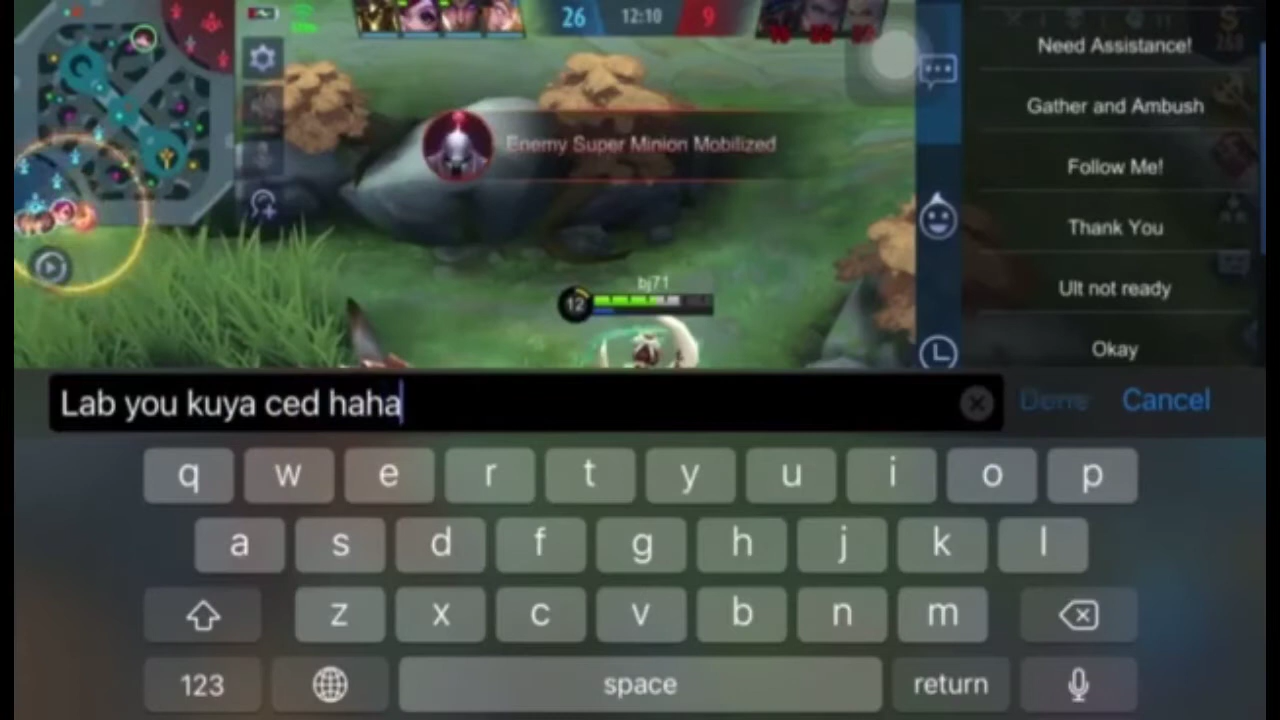 26 12:10 9
Need Assistance!
Gather and Ambush
Enemy Super Minion Mobilized
Follow Me!
Thank You
bj71
12
Ult not ready
Okay
Lab you kuya ced haha
Done
Cancel
q w e r t y u i o p
a s d f g h j k l
z x c v b n m
123 space return